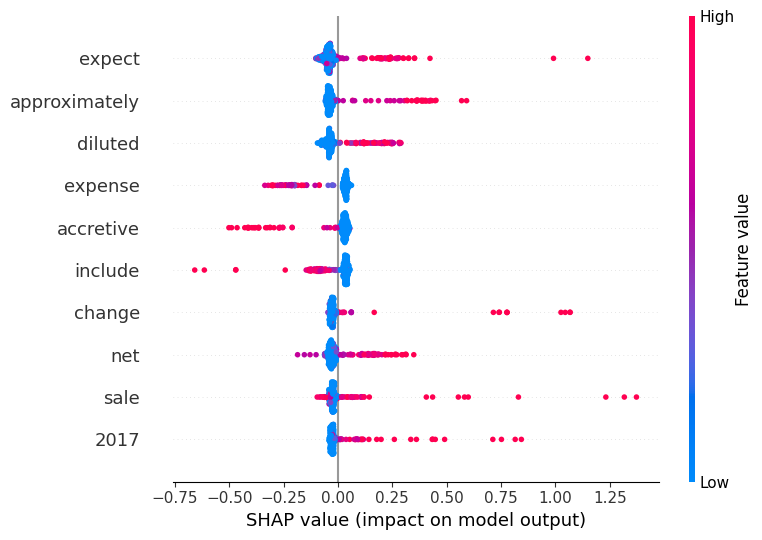 High
expect
approximately
diluted
expense
accretive
include
change
net
sale
2017
Feature value
Low
−0.75 −0.50 −0.25 0.00 0.25 0.50 0.75 1.00 1.25
SHAP value (impact on model output)